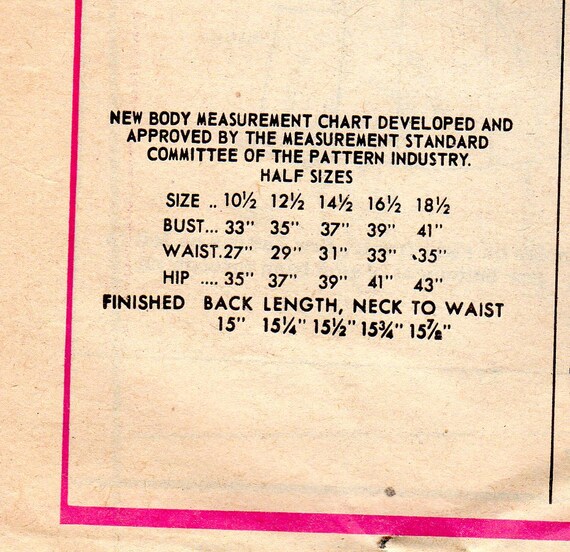 NEW BODY MEASUREMENT CHART DEVELOPED AND
APPROVED BY THE MEASUREMENT STANDARD
COMMITTEE OF THE PATTERN INDUSTRY.
HALF SIZES
SIZE .. 10½ 12½ 14½ 16½ 18½
BUST... 33" 35" 37" 39" 41"
WAIST. 27" 29" 31" 33" 35"
HIP .... 35" 37" 39" 41" 43"
FINISHED BACK LENGTH, NECK TO WAIST
15" 15¼" 15½" 15¾" 15⅞"